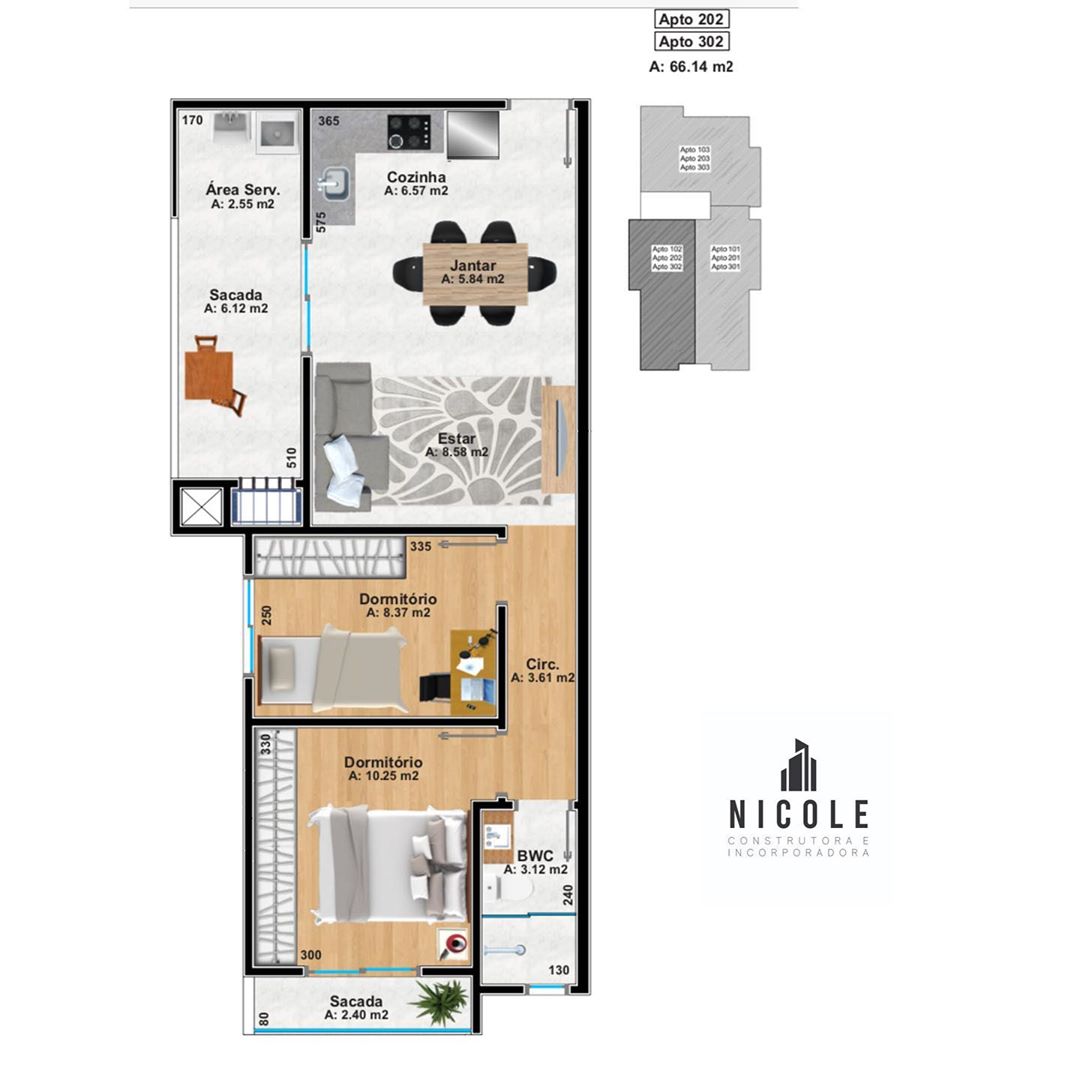 Apto 202
Apto 302
A: 66.14 m2
Apto 103
Apto 203
Apto 303
Apto 102
Apto 202
Apto 302
Apto 101
Apto 201
Apto 301
170
365
Área Serv.
A: 2.55 m2
Cozinha
A: 6.57 m2
575
Jantar
A: 5.84 m2
Sacada
A: 6.12 m2
Estar
A: 8.58 m2
510
335
Dormitório
A: 8.37 m2
250
Circ.
A: 3.61 m2
330
Dormitório
A: 10.25 m2
BWC
A: 3.12 m2
240
300
130
Sacada
A: 2.40 m2
80
NICOLE
CONSTRUTORA E
INCORPORADORA